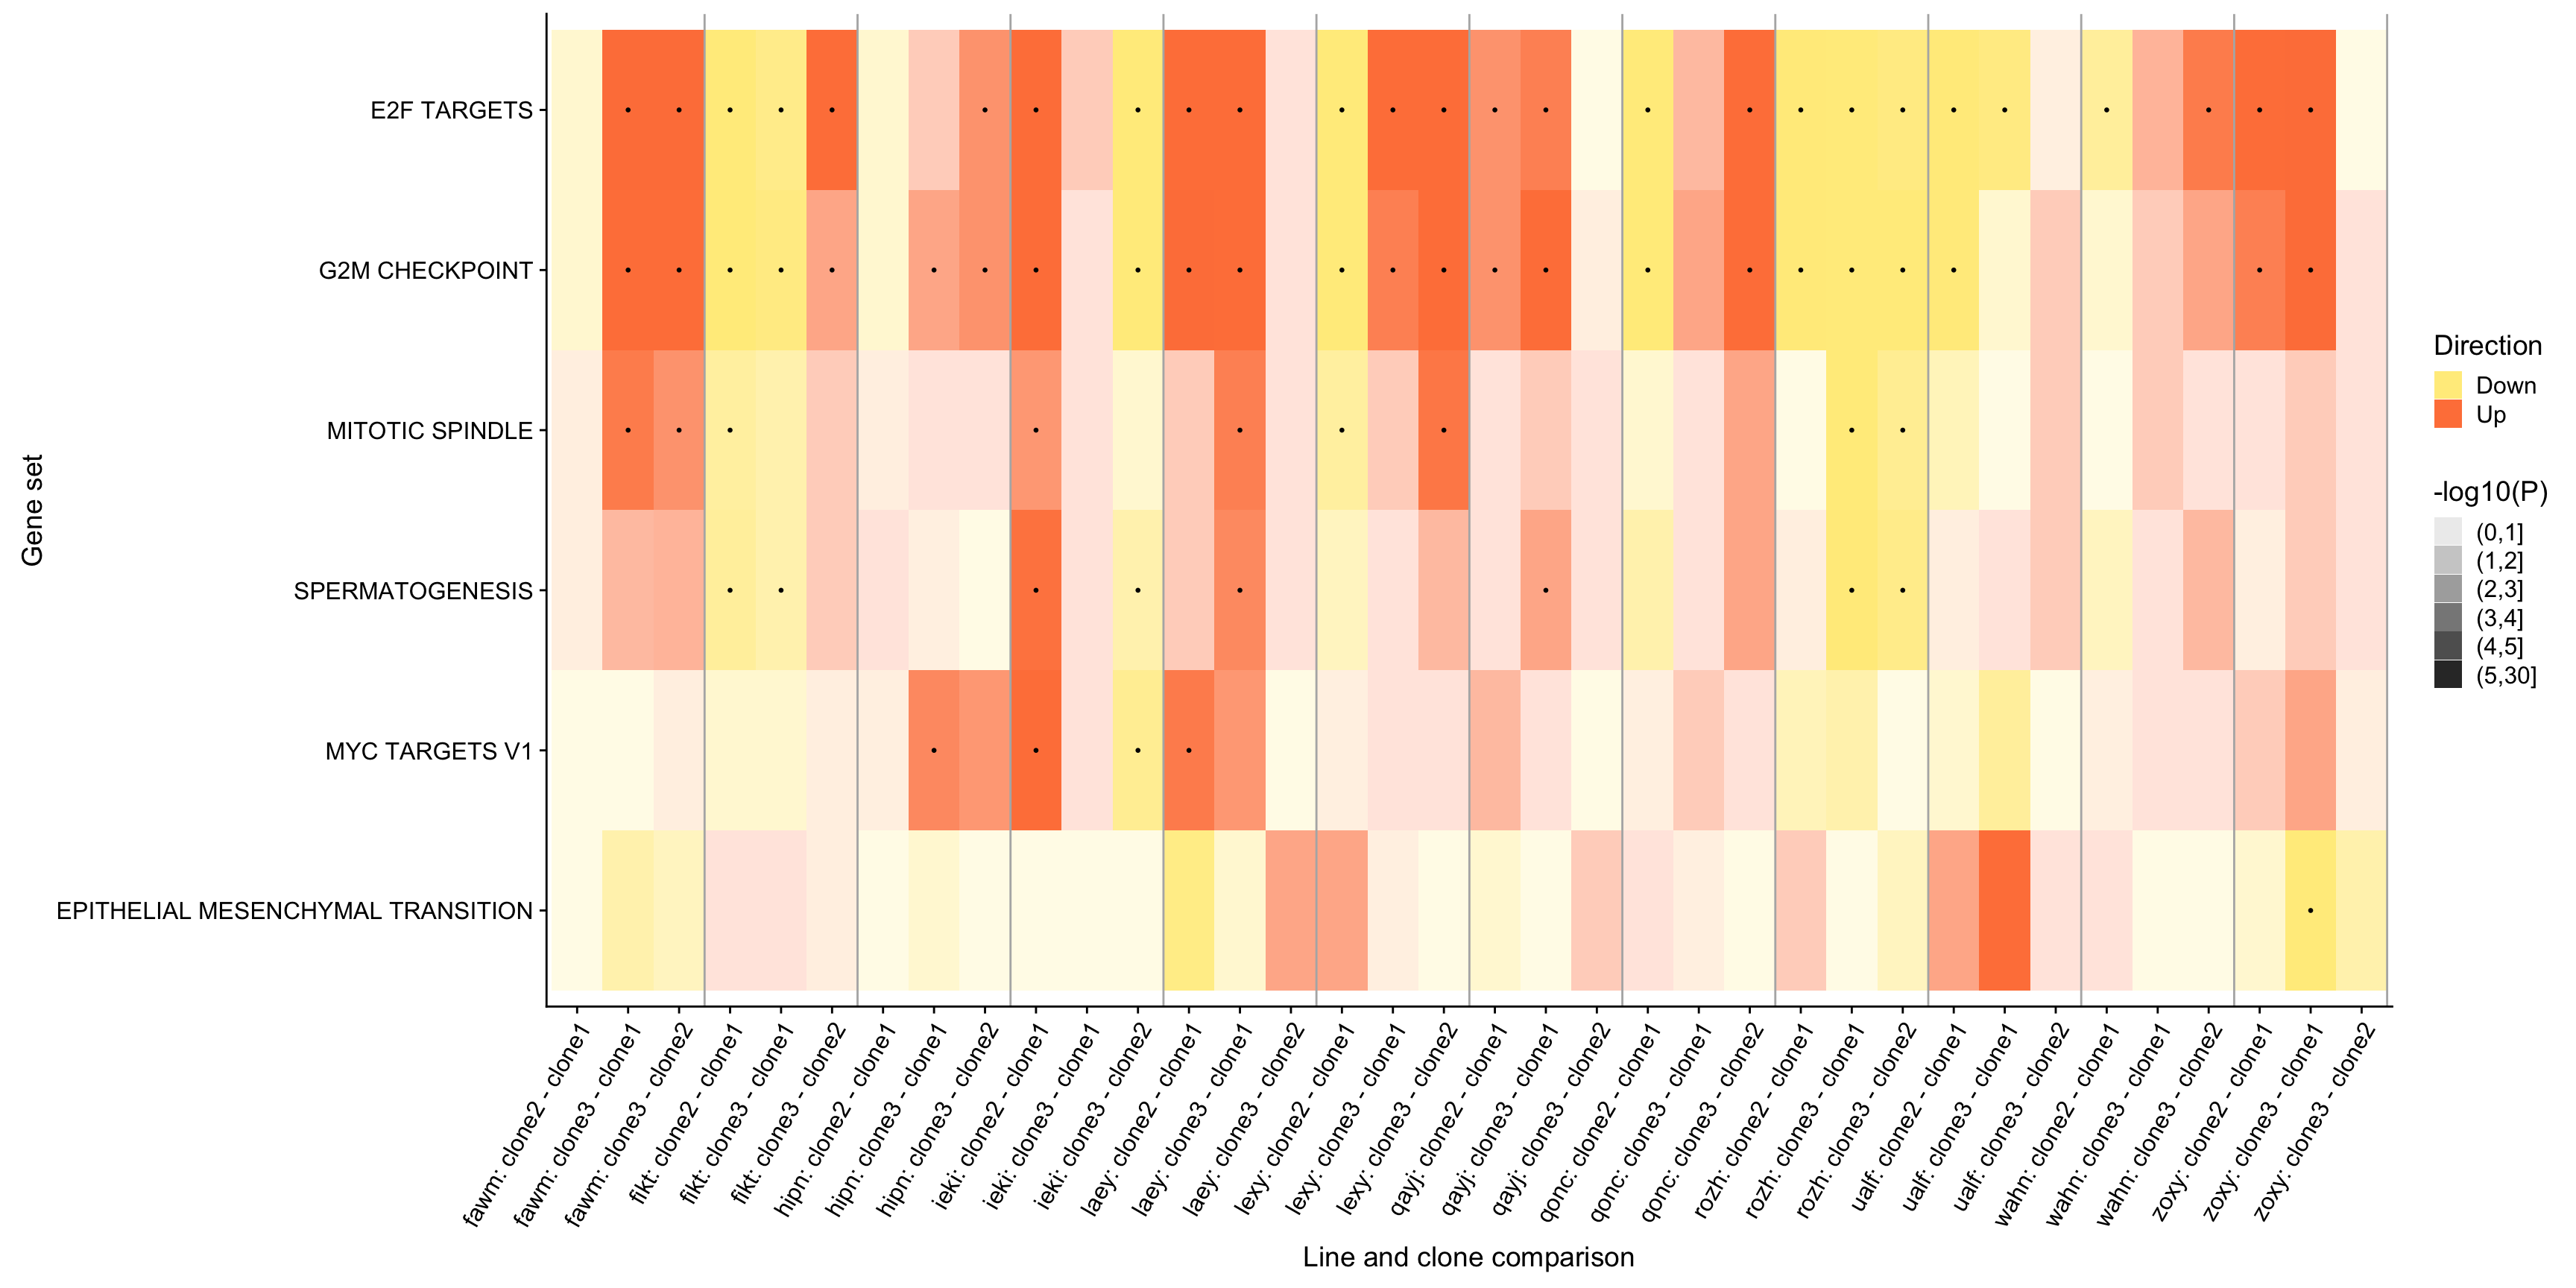 Gene set
E2F TARGETS
G2M CHECKPOINT
MITOTIC SPINDLE
SPERMATOGENESIS
MYC TARGETS V1
EPITHELIAL MESENCHYMAL TRANSITION
fawm: clone2 - clone1
fawm: clone3 - clone1
fawm: clone3 - clone2
fikt: clone2 - clone1
fikt: clone3 - clone1
fikt: clone3 - clone2
hipn: clone2 - clone1
hipn: clone3 - clone1
hipn: clone3 - clone2
ieki: clone2 - clone1
ieki: clone3 - clone1
ieki: clone3 - clone2
laey: clone2 - clone1
laey: clone3 - clone1
laey: clone3 - clone2
lexy: clone2 - clone1
lexy: clone3 - clone1
lexy: clone3 - clone2
qayj: clone2 - clone1
qayj: clone3 - clone1
qayj: clone3 - clone2
qonc: clone2 - clone1
qonc: clone3 - clone1
qonc: clone3 - clone2
rozh: clone2 - clone1
rozh: clone3 - clone1
rozh: clone3 - clone2
ualf: clone2 - clone1
ualf: clone3 - clone1
ualf: clone3 - clone2
wahn: clone2 - clone1
wahn: clone3 - clone1
wahn: clone3 - clone2
zoxy: clone2 - clone1
zoxy: clone3 - clone1
zoxy: clone3 - clone2
Line and clone comparison
Direction
Down
Up
-log10(P)
(0,1]
(1,2]
(2,3]
(3,4]
(4,5]
(5,30]